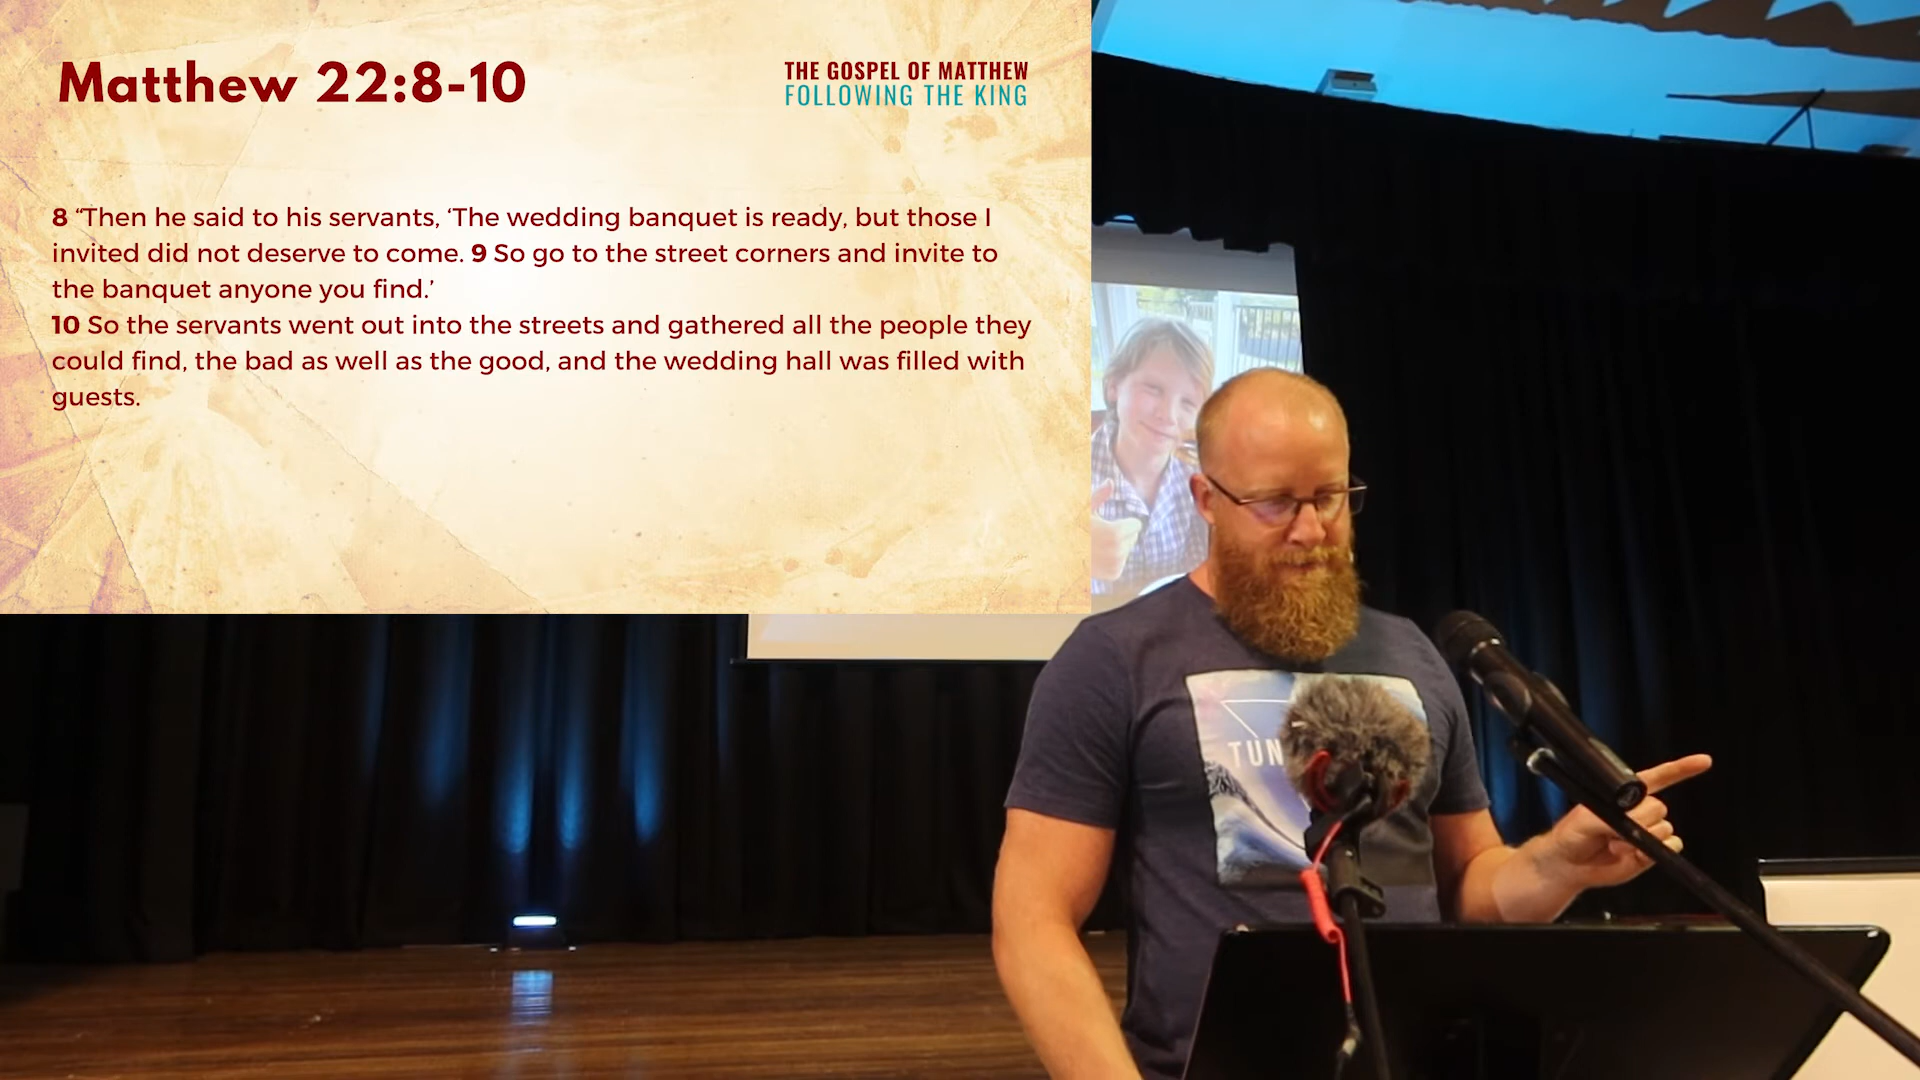 Matthew 22:8-10
THE GOSPEL OF MATTHEW
FOLLOWING THE KING
8 “Then he said to his servants, ‘The wedding banquet is ready, but those I
invited did not deserve to come. 9 So go to the street corners and invite to
the banquet anyone you find.’
10 So the servants went out into the streets and gathered all the people they
could find, the bad as well as the good, and the wedding hall was filled with
guests.